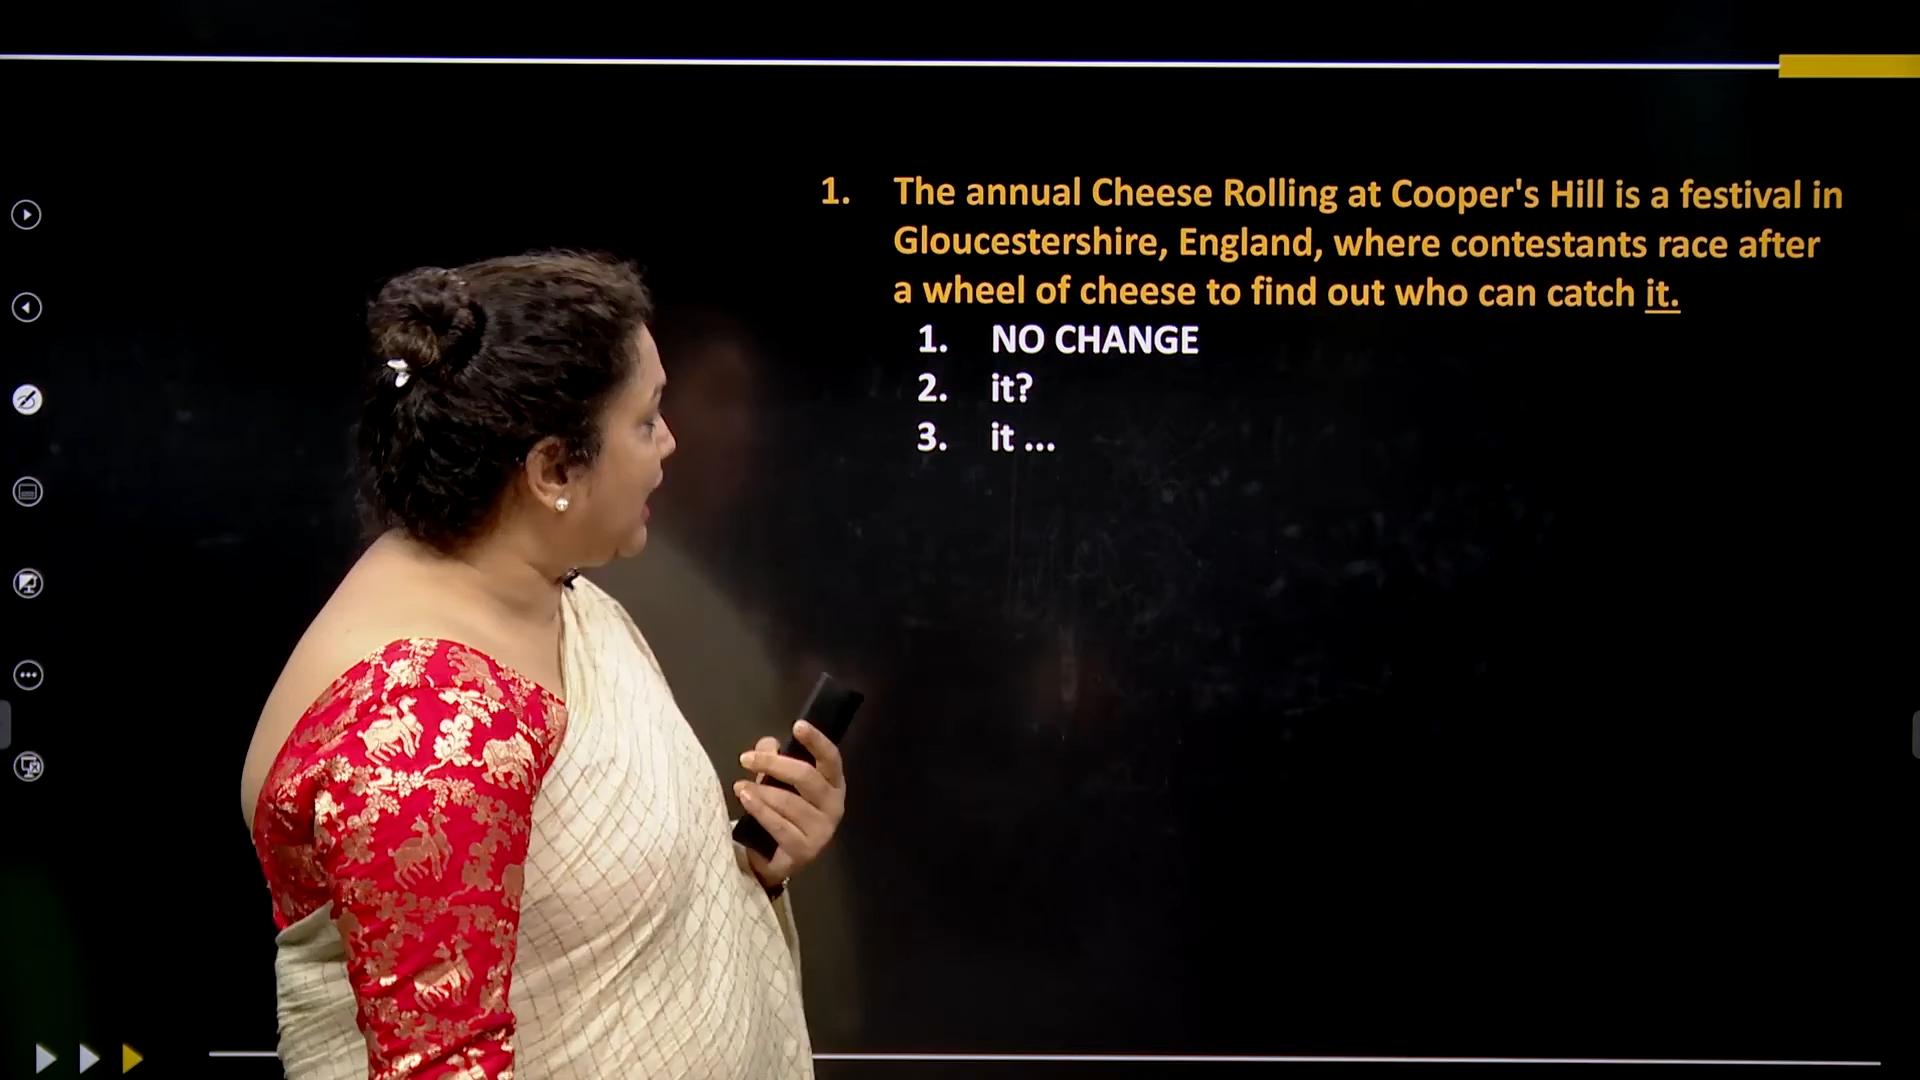 1. The annual Cheese Rolling at Cooper's Hill is a festival in
Gloucestershire, England, where contestants race after
a wheel of cheese to find out who can catch it.
1. NO CHANGE
2. it?
3. it ...